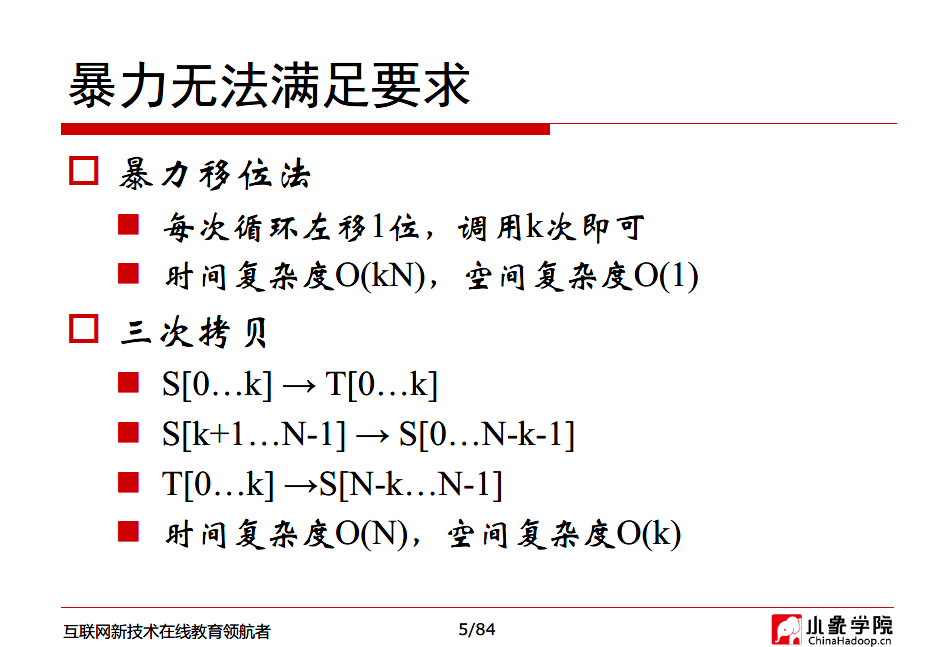 暴力无法满足要求
暴力移位法
每次循环左移1位，调用k次即可
时间复杂度O(kN)，空间复杂度O(1)
三次拷贝
S[0…k] → T[0…k]
S[k+1…N-1] → S[0…N-k-1]
T[0…k] →S[N-k…N-1]
时间复杂度O(N)，空间复杂度O(k)
互联网新技术在线教育领航者
5/84
小象学院
ChinaHadoop.cn